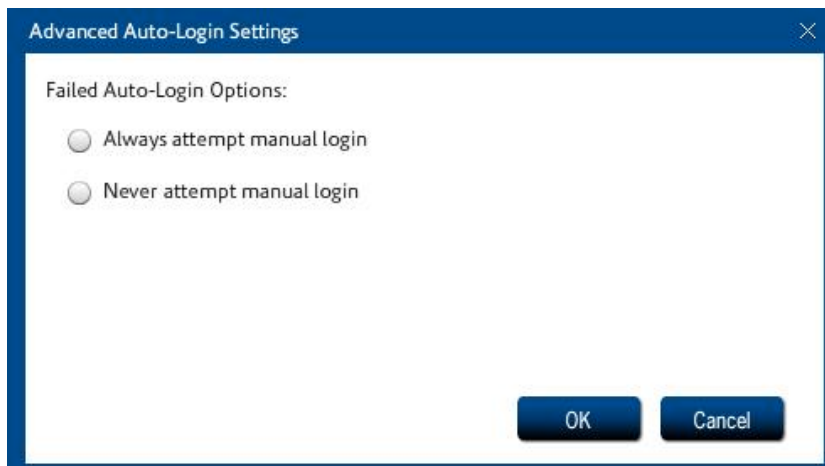 Advanced Auto-Login Settings
Failed Auto-Login Options:
Always attempt manual login
Never attempt manual login
OK Cancel